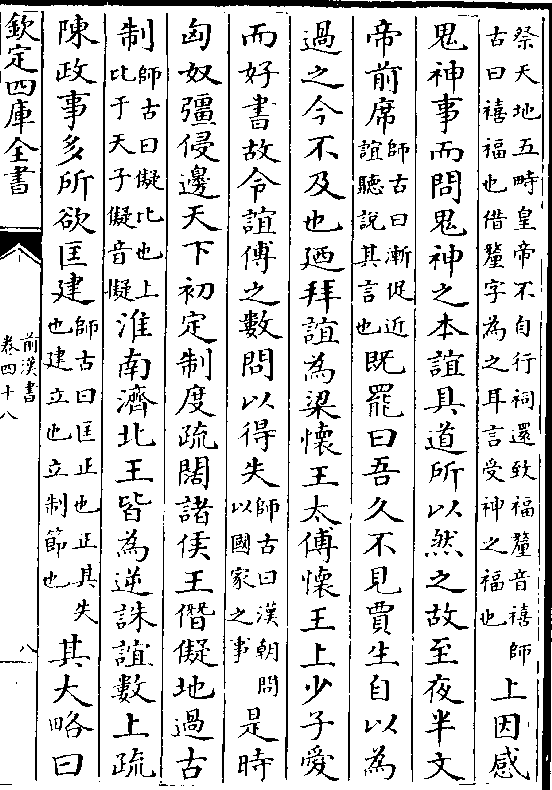 祭天地五畤皇帝不自行祠還致福釐音禧師
古曰禧福也借釐字為之耳言受神之福也
上因感
鬼神事而問鬼神之本誼具道所以然之故至夜半文
帝前席
師古曰漸促近
誼聽說其言也
既罷曰吾久不見賈生自以為
過之今不及也廼拜誼為梁懷王太傅懷王上少子愛
而好書故令誼傅之數問以得失
師古曰漢朝問
以國家之事
是時
匈奴彊侵邊天下初定制度疏闊諸侯王僭儗地過古
制
師古曰儗比也上
比于天子儗音擬
淮南濟北王皆為逆誅誼數上疏
陳政事多所欲匡建
師古曰匡正也正其失
也建立也立制節也
其大略曰
欽定四庫全書
前漢書
卷四十八
八